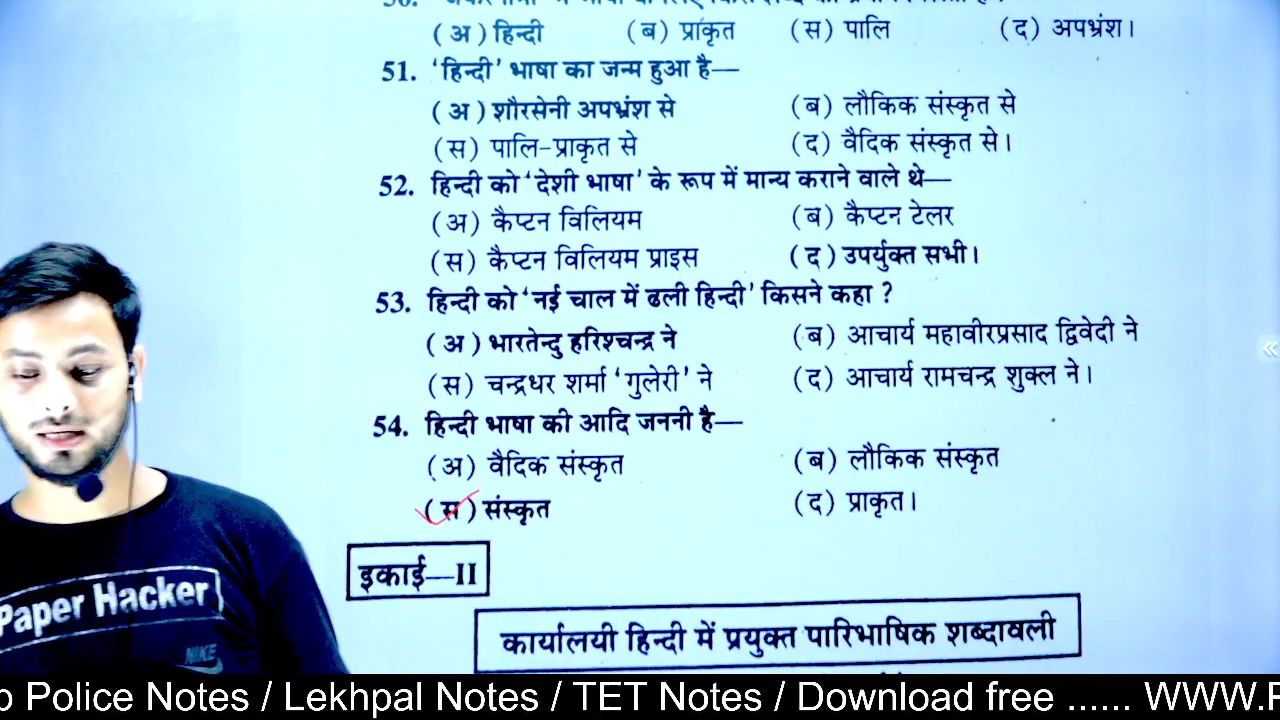 (अ) हिन्दी (ब) प्राकृत (स) पालि (द) अपभ्रंश।
51. 'हिन्दी' भाषा का जन्म हुआ है—
(अ) शौरसेनी अपभ्रंश से (ब) लौकिक संस्कृत से
(स) पालि-प्राकृत से (द) वैदिक संस्कृत से।
52. हिन्दी को 'देशी भाषा' के रूप में मान्य कराने वाले थे—
(अ) कैप्टन विलियम (ब) कैप्टन टेलर
(स) कैप्टन विलियम प्राइस (द) उपर्युक्त सभी।
53. हिन्दी को 'नई चाल में ढली हिन्दी' किसने कहा ?
(अ) भारतेन्दु हरिश्चन्द्र ने (ब) आचार्य महावीरप्रसाद द्विवेदी ने
(स) चन्द्रधर शर्मा 'गुलेरी' ने (द) आचार्य रामचन्द्र शुक्ल ने।
54. हिन्दी भाषा की आदि जननी है—
(अ) वैदिक संस्कृत (ब) लौकिक संस्कृत
(स) संस्कृत (द) प्राकृत।
इकाई—II
कार्यालयी हिन्दी में प्रयुक्त पारिभाषिक शब्दावली
Paper Hacker
NIKE
Police Notes / Lekhpal Notes / TET Notes / Download free ...... WWW.